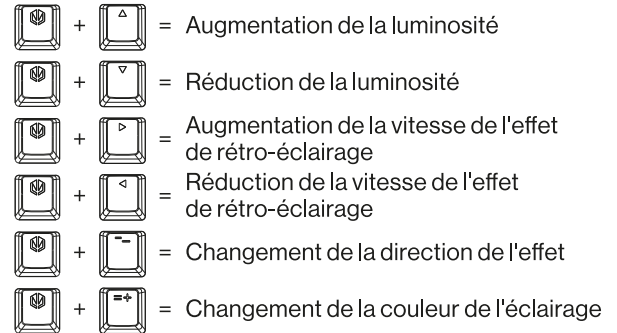 + △ = Augmentation de la luminosité
+ ▽ = Réduction de la luminosité
+ ▷ = Augmentation de la vitesse de l'effet
de rétro-éclairage
+ ◁ = Réduction de la vitesse de l'effet
de rétro-éclairage
+ -_ = Changement de la direction de l'effet
+ =+ = Changement de la couleur de l'éclairage